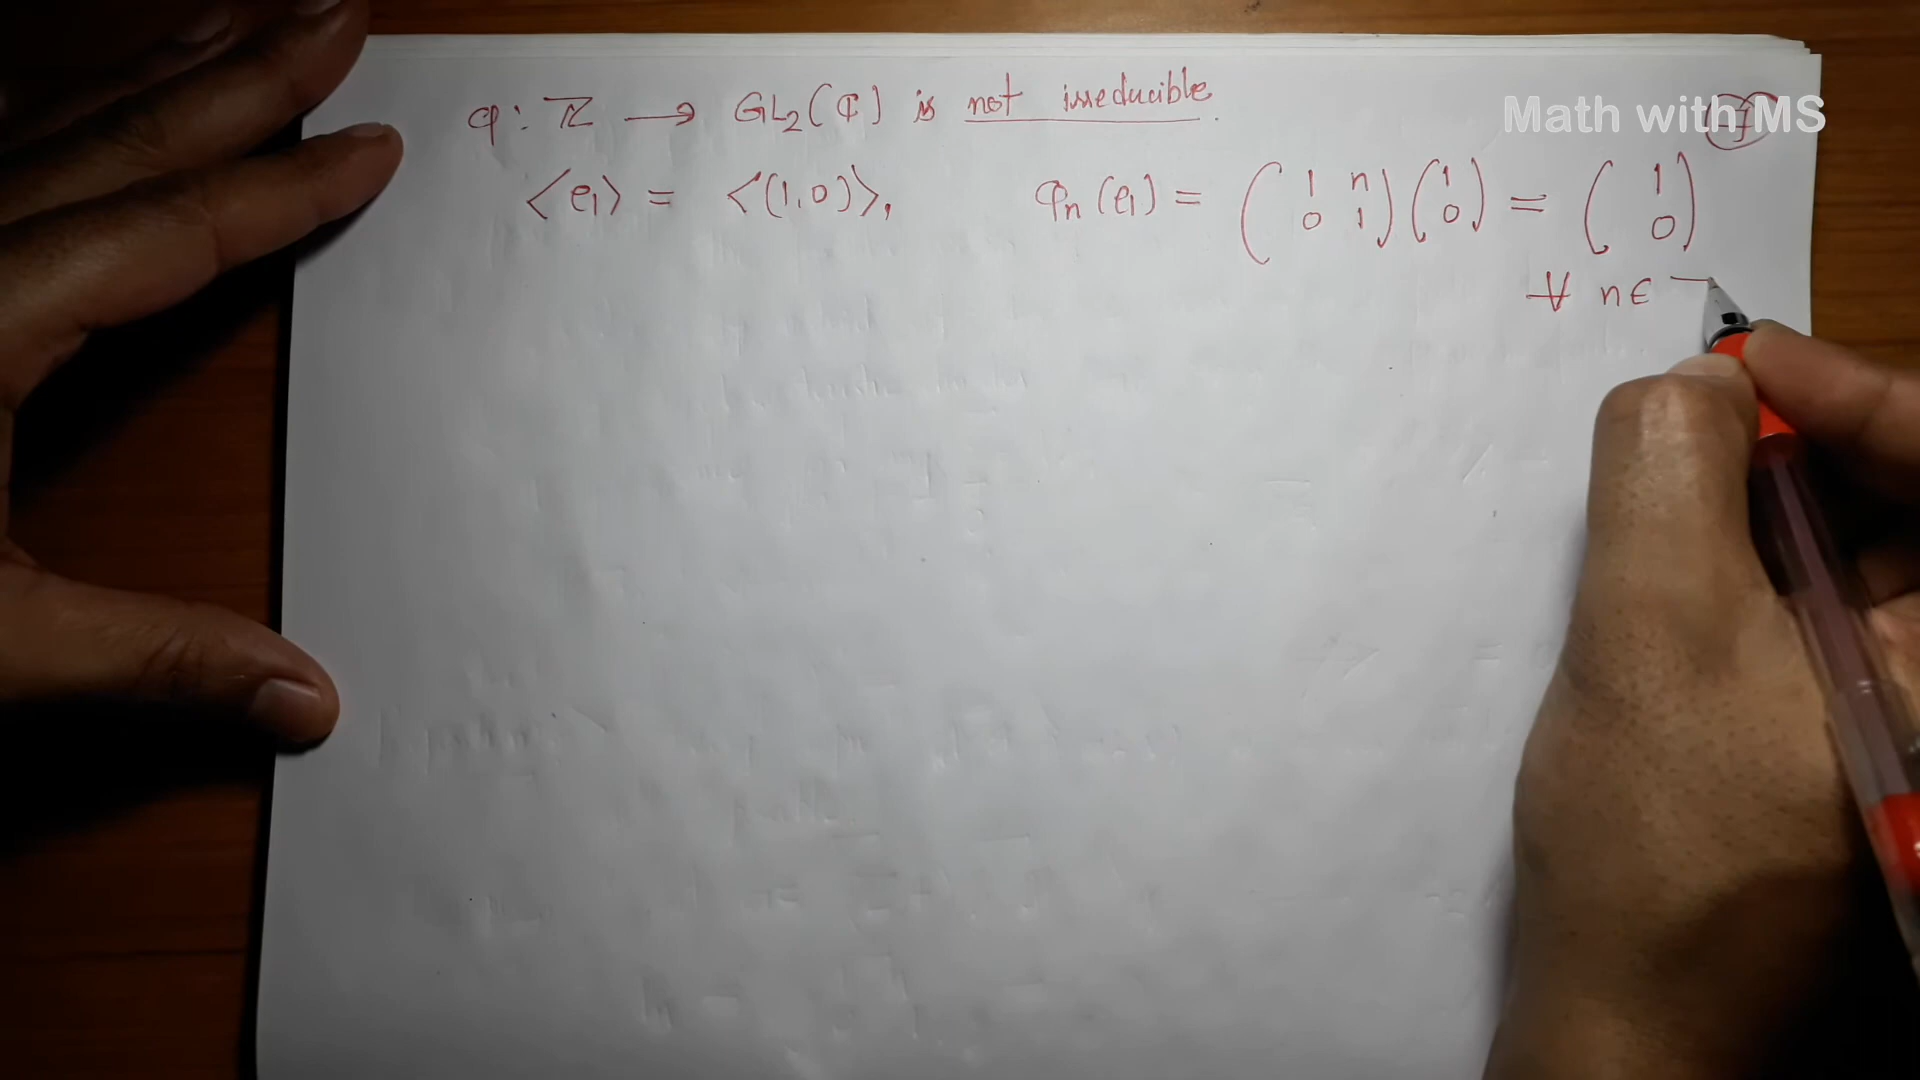 φ : ℤ → GL₂(ℂ) is not irreducible.
Math with MS
⟨e₁⟩ = ⟨(1,0)⟩, φₙ(e₁) = (1 n; 0 1)(1; 0) = (1; 0)
∀ n ∈